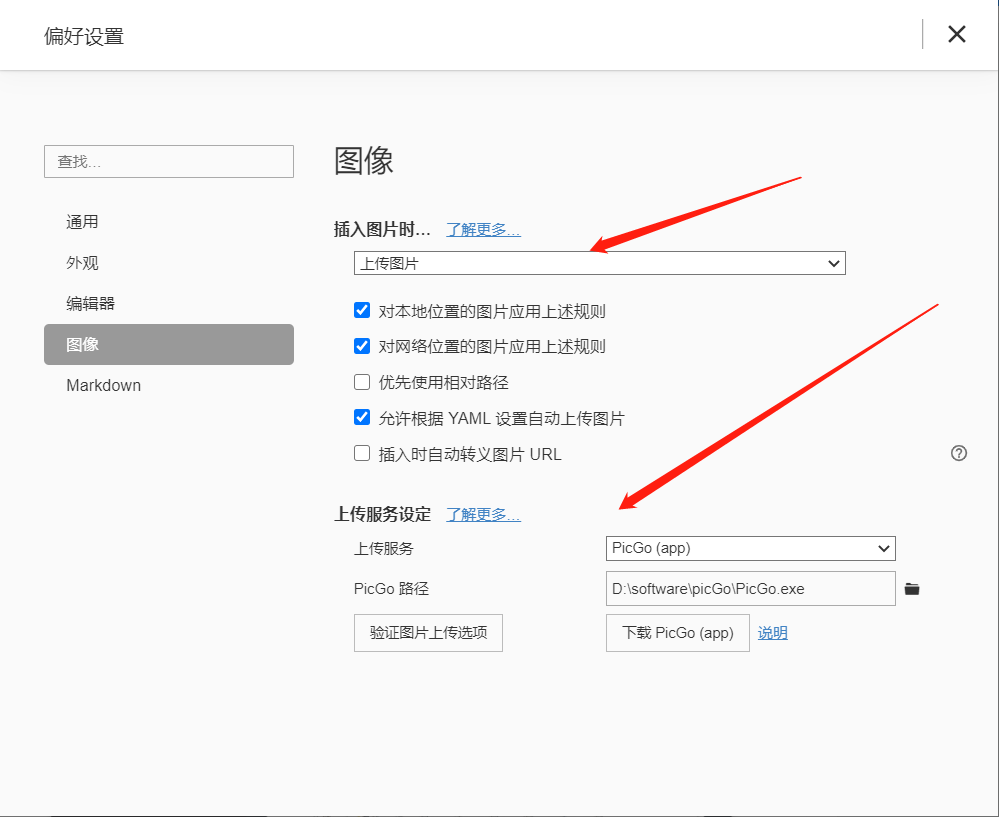 偏好设置
查找...
通用
外观
编辑器
图像
Markdown
图像
插入图片时... 了解更多...
上传图片
对本地位置的图片应用上述规则
对网络位置的图片应用上述规则
优先使用相对路径
允许根据 YAML 设置自动上传图片
插入时自动转义图片 URL
上传服务设定 了解更多...
上传服务 PicGo (app)
PicGo 路径 D:\software\picGo\PicGo.exe
验证图片上传选项 下载 PicGo (app) 说明